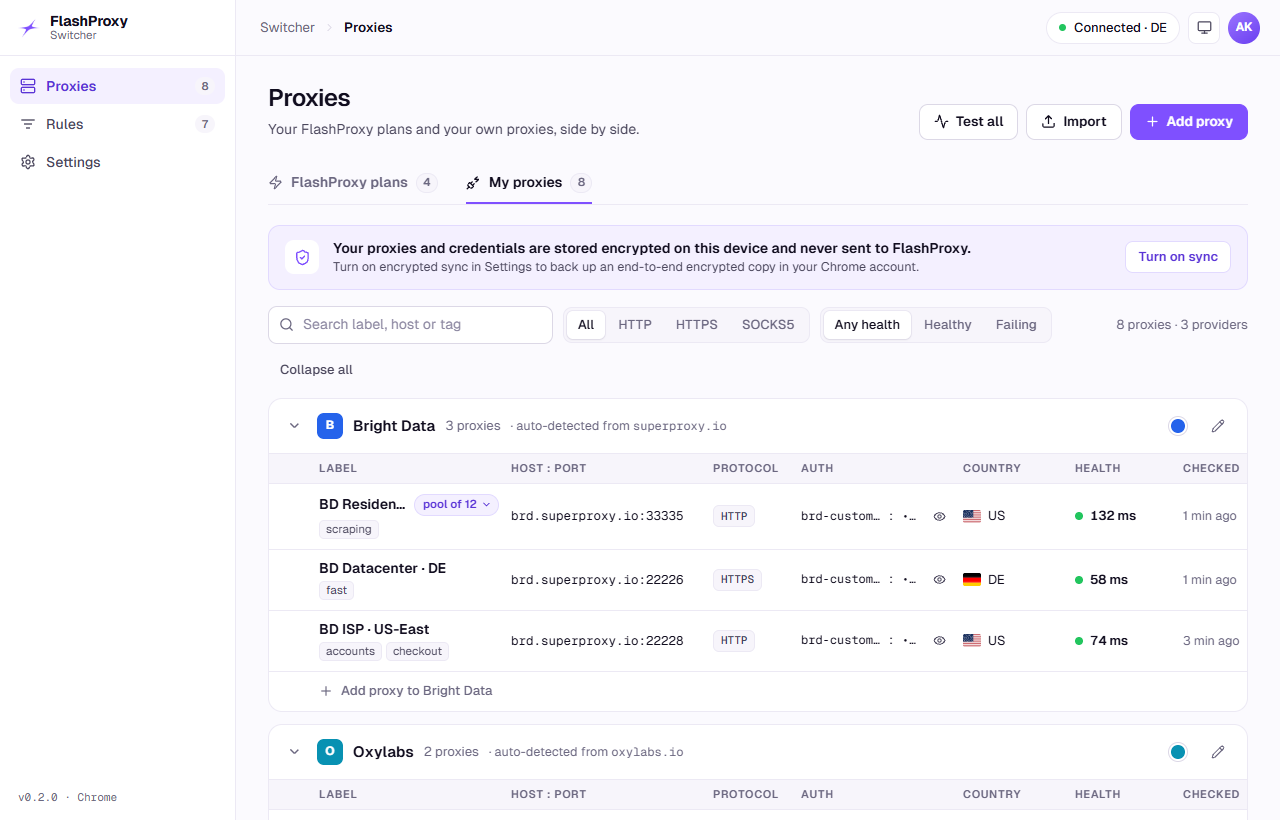 FlashProxy
Switcher
Switcher > Proxies
Connected · DE
AK
Proxies 8
Rules 7
Settings
Proxies
Your FlashProxy plans and your own proxies, side by side.
Test all
Import
Add proxy
FlashProxy plans 4
My proxies 8
Your proxies and credentials are stored encrypted on this device and never sent to FlashProxy.
Turn on encrypted sync in Settings to back up an end-to-end encrypted copy in your Chrome account.
Turn on sync
Search label, host or tag
All HTTP HTTPS SOCKS5
Any health Healthy Failing
8 proxies · 3 providers
Collapse all
B Bright Data 3 proxies · auto-detected from superproxy.io
LABEL HOST : PORT PROTOCOL AUTH COUNTRY HEALTH CHECKED
BD Residen… pool of 12 brd.superproxy.io:33335 HTTP brd-custom… : •… US 132 ms 1 min ago
scraping
BD Datacenter · DE brd.superproxy.io:22226 HTTPS brd-custom… : •… DE 58 ms 1 min ago
fast
BD ISP · US-East brd.superproxy.io:22228 HTTP brd-custom… : •… US 74 ms 3 min ago
accounts checkout
+ Add proxy to Bright Data
O Oxylabs 2 proxies · auto-detected from oxylabs.io
LABEL HOST : PORT PROTOCOL AUTH COUNTRY HEALTH CHECKED
v0.2.0 · Chrome